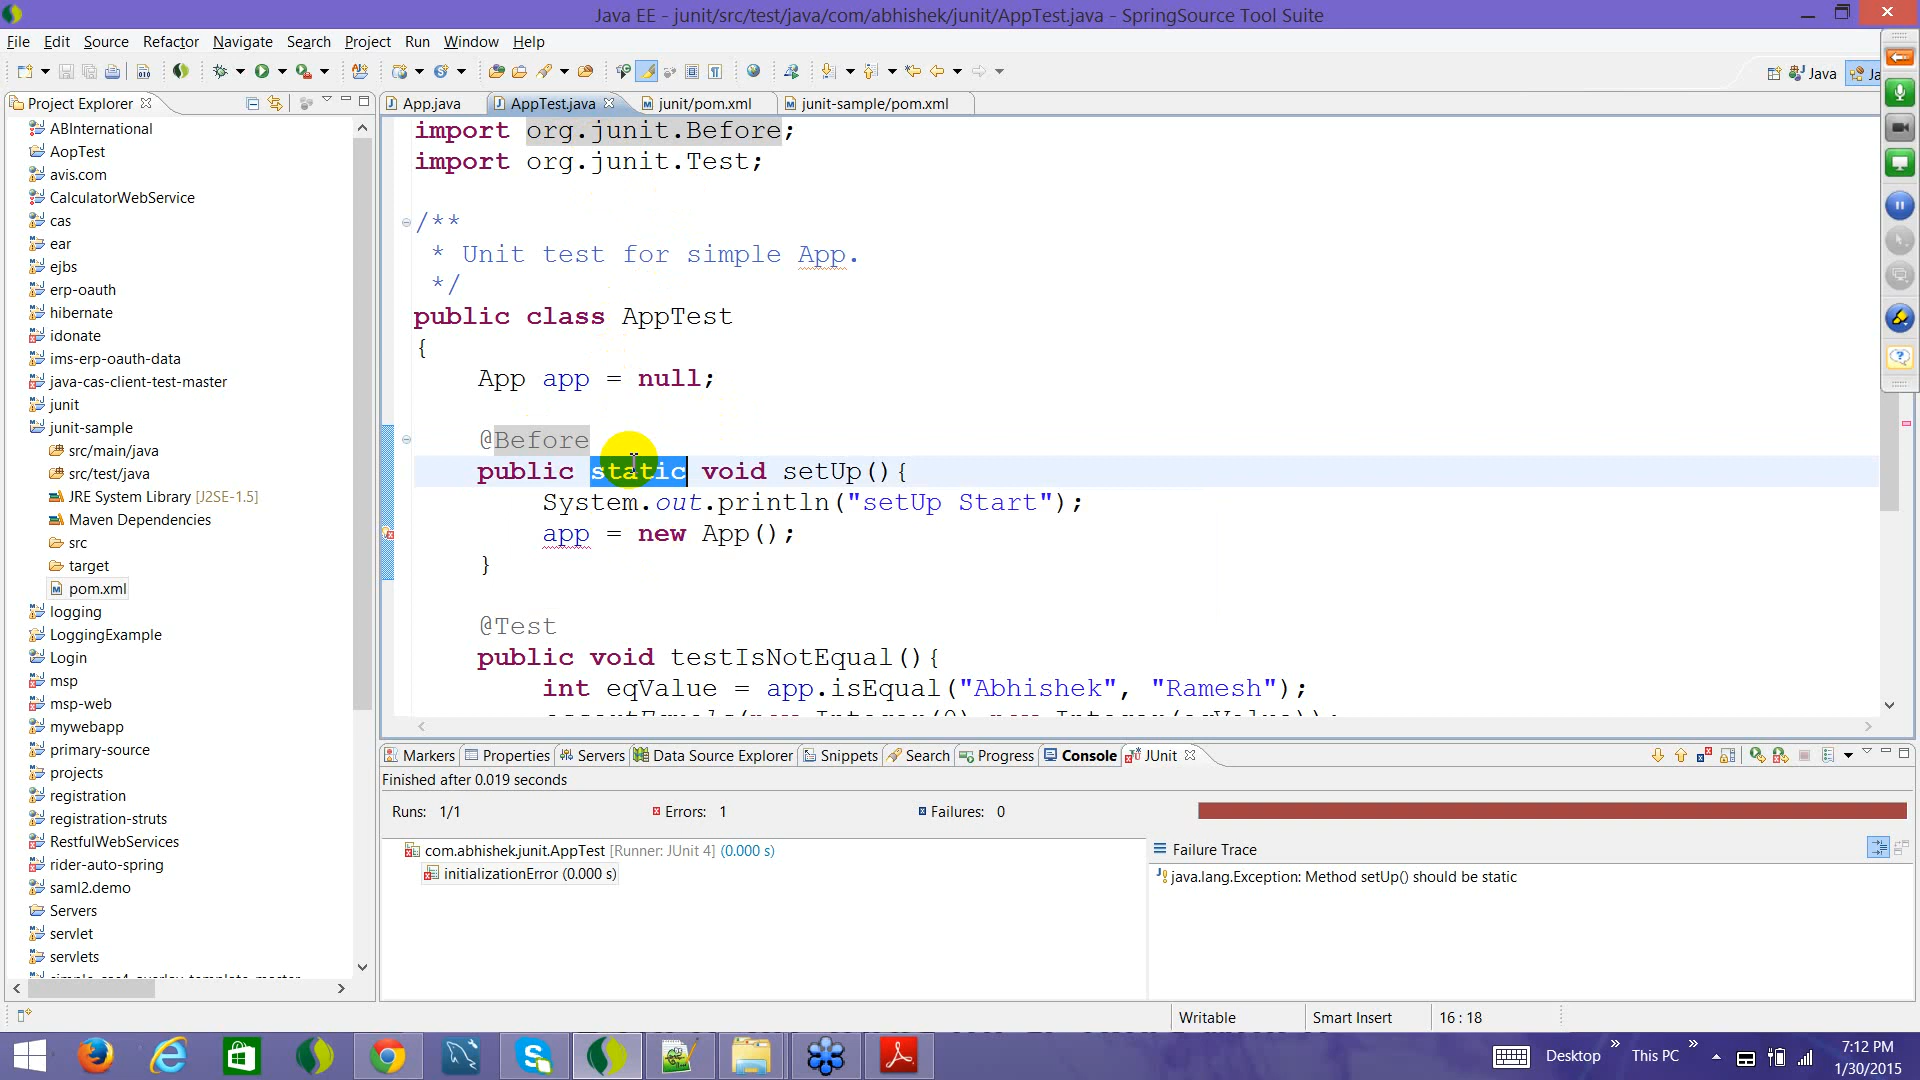 Java EE - junit/src/test/java/com/abhishek/junit/AppTest.java - SpringSource Tool Suite
File Edit Source Refactor Navigate Search Project Run Window Help
Java
Ja
Project Explorer
App.java
AppTest.java
junit/pom.xml
junit-sample/pom.xml
ABInternational
AopTest
avis.com
CalculatorWebService
cas
ear
ejbs
erp-oauth
hibernate
idonate
ims-erp-oauth-data
java-cas-client-test-master
junit
junit-sample
src/main/java
src/test/java
JRE System Library [J2SE-1.5]
Maven Dependencies
src
target
pom.xml
logging
LoggingExample
Login
msp
msp-web
mywebapp
primary-source
projects
registration
registration-struts
RestfulWebServices
rider-auto-spring
saml2.demo
Servers
servlet
servlets
import org.junit.Before;
import org.junit.Test;
/**
* Unit test for simple App.
*/
public class AppTest
{
App app = null;
@Before
public static void setUp(){
System.out.println("setUp Start");
app = new App();
}
@Test
public void testIsNotEqual(){
int eqValue = app.isEqual("Abhishek", "Ramesh");
Markers Properties Servers Data Source Explorer Snippets Search Progress Console JUnit
Finished after 0.019 seconds
Runs: 1/1 Errors: 1 Failures: 0
com.abhishek.junit.AppTest [Runner: JUnit 4] (0.000 s)
initializationError (0.000 s)
Failure Trace
java.lang.Exception: Method setUp() should be static
Writable Smart Insert 16 : 18
Desktop » This PC »
7:12 PM
1/30/2015